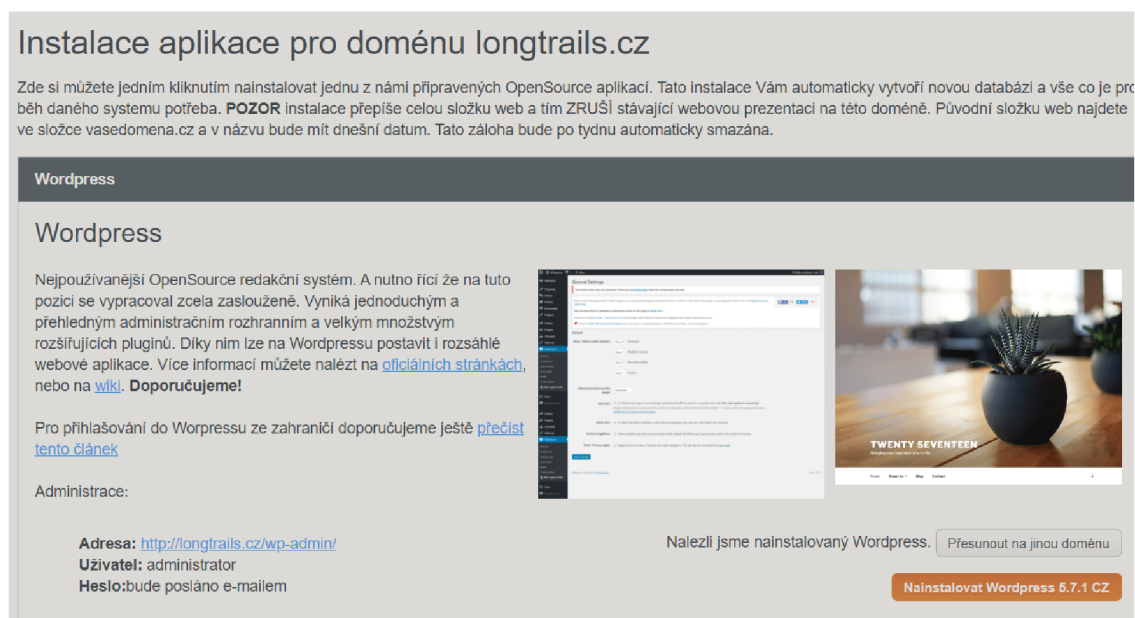 Instalace aplikace pro doménu longtrails.cz
Zde si můžete jedním kliknutím nainstalovat jednu z námi připravených OpenSource aplikací. Tato instalace Vám automaticky vytvoří novou databázi a vše co je pro
běh daného systemu potřeba. POZOR instalace přepíše celou složku web a tím ZRUŠÍ stávající webovou prezentaci na této doméně. Původní složku web najdete
ve složce vasedomena.cz a v názvu bude mít dnešní datum. Tato záloha bude po tydnu automaticky smazána.
Wordpress
Wordpress
Nejpoužívanější OpenSource redakční systém. A nutno řící že na tuto
pozici se vypracoval zcela zaslouženě. Vyniká jednoduchým a
přehledným administračním rozhranním a velkým množstvým
rozšiřujících pluginů. Díky nim lze na Wordpressu postavit i rozsáhlé
webové aplikace. Více informací můžete nalézt na oficiálních stránkách,
nebo na wiki. Doporučujeme!
Pro přihlašování do Worpressu ze zahraničí doporučujeme ještě přečíst
tento článek
Administrace:
Adresa: http://longtrails.cz/wp-admin/
Uživatel: administrator
Heslo:bude posláno e-mailem
General Settings
TWENTY SEVENTEEN
Home About Us Blog Contact
Nalezli jsme nainstalovaný Wordpress. Přesunout na jinou doménu
Nainstalovat Wordpress 5.7.1 CZ